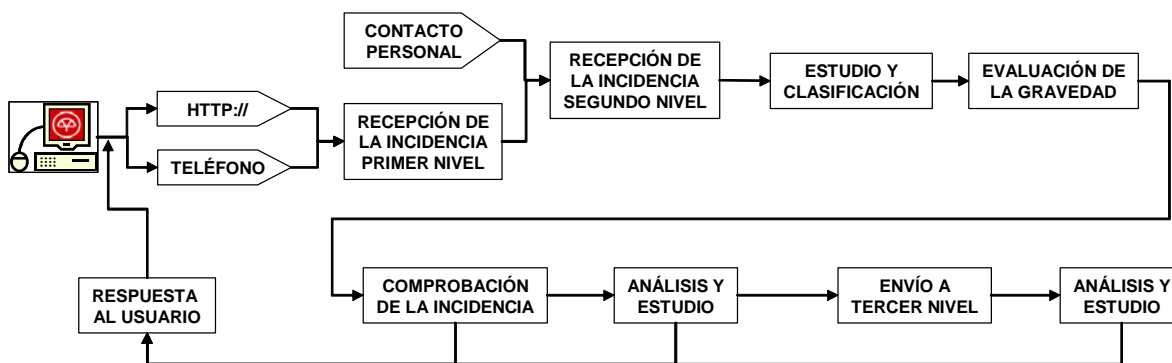 CONTACTO
PERSONAL
HTTP://
TELÉFONO
RECEPCIÓN DE
LA INCIDENCIA
PRIMER NIVEL
RECEPCIÓN DE
LA INCIDENCIA
SEGUNDO NIVEL
ESTUDIO Y
CLASIFICACIÓN
EVALUACIÓN DE
LA GRAVEDAD
COMPROBACIÓN
DE LA INCIDENCIA
ANÁLISIS Y
ESTUDIO
ENVÍO A
TERCER NIVEL
ANÁLISIS Y
ESTUDIO
RESPUESTA
AL USUARIO